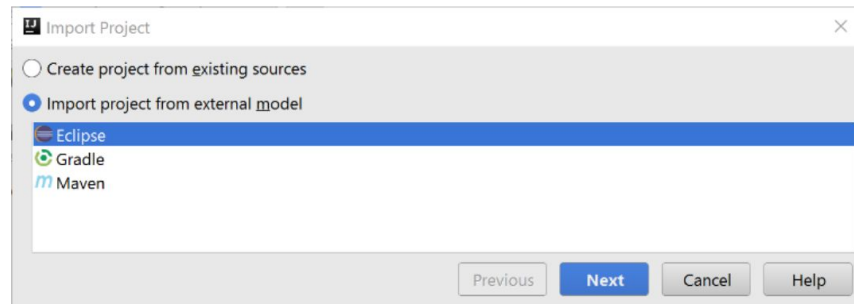 Import Project
Create project from existing sources
Import project from external model
Eclipse
Gradle
Maven
Previous Next Cancel Help